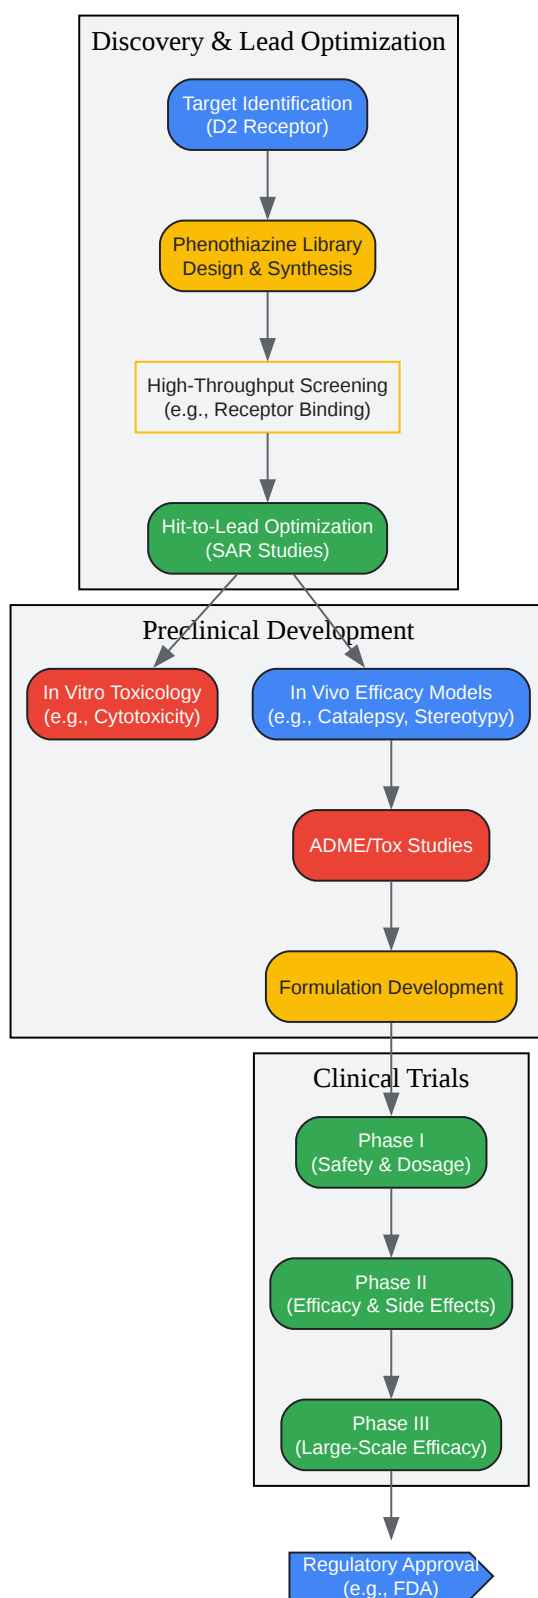 Discovery & Lead Optimization
Target Identification
(D2 Receptor)
Phenothiazine Library
Design & Synthesis
High-Throughput Screening
(e.g., Receptor Binding)
Hit-to-Lead Optimization
(SAR Studies)
Preclinical Development
In Vitro Toxicology
(e.g., Cytotoxicity)
In Vivo Efficacy Models
(e.g., Catalepsy, Stereotypy)
ADME/Tox Studies
Formulation Development
Clinical Trials
Phase I
(Safety & Dosage)
Phase II
(Efficacy & Side Effects)
Phase III
(Large-Scale Efficacy)
Regulatory Approval
(e.g., FDA)